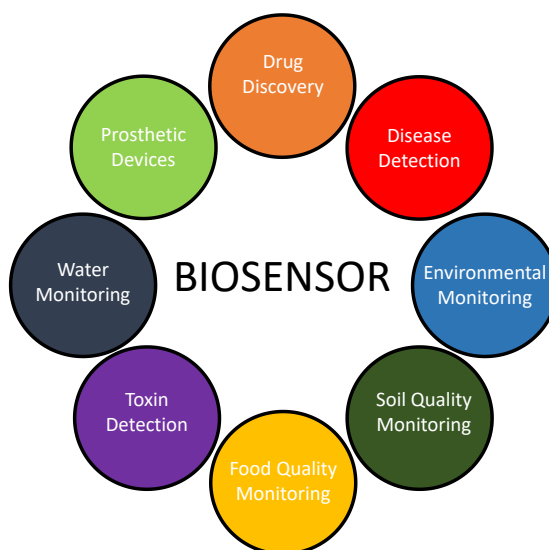 Drug
Discovery
Disease
Detection
Environmental
Monitoring
Soil Quality
Monitoring
Food Quality
Monitoring
Toxin
Detection
Water
Monitoring
Prosthetic
Devices
BIOSENSOR